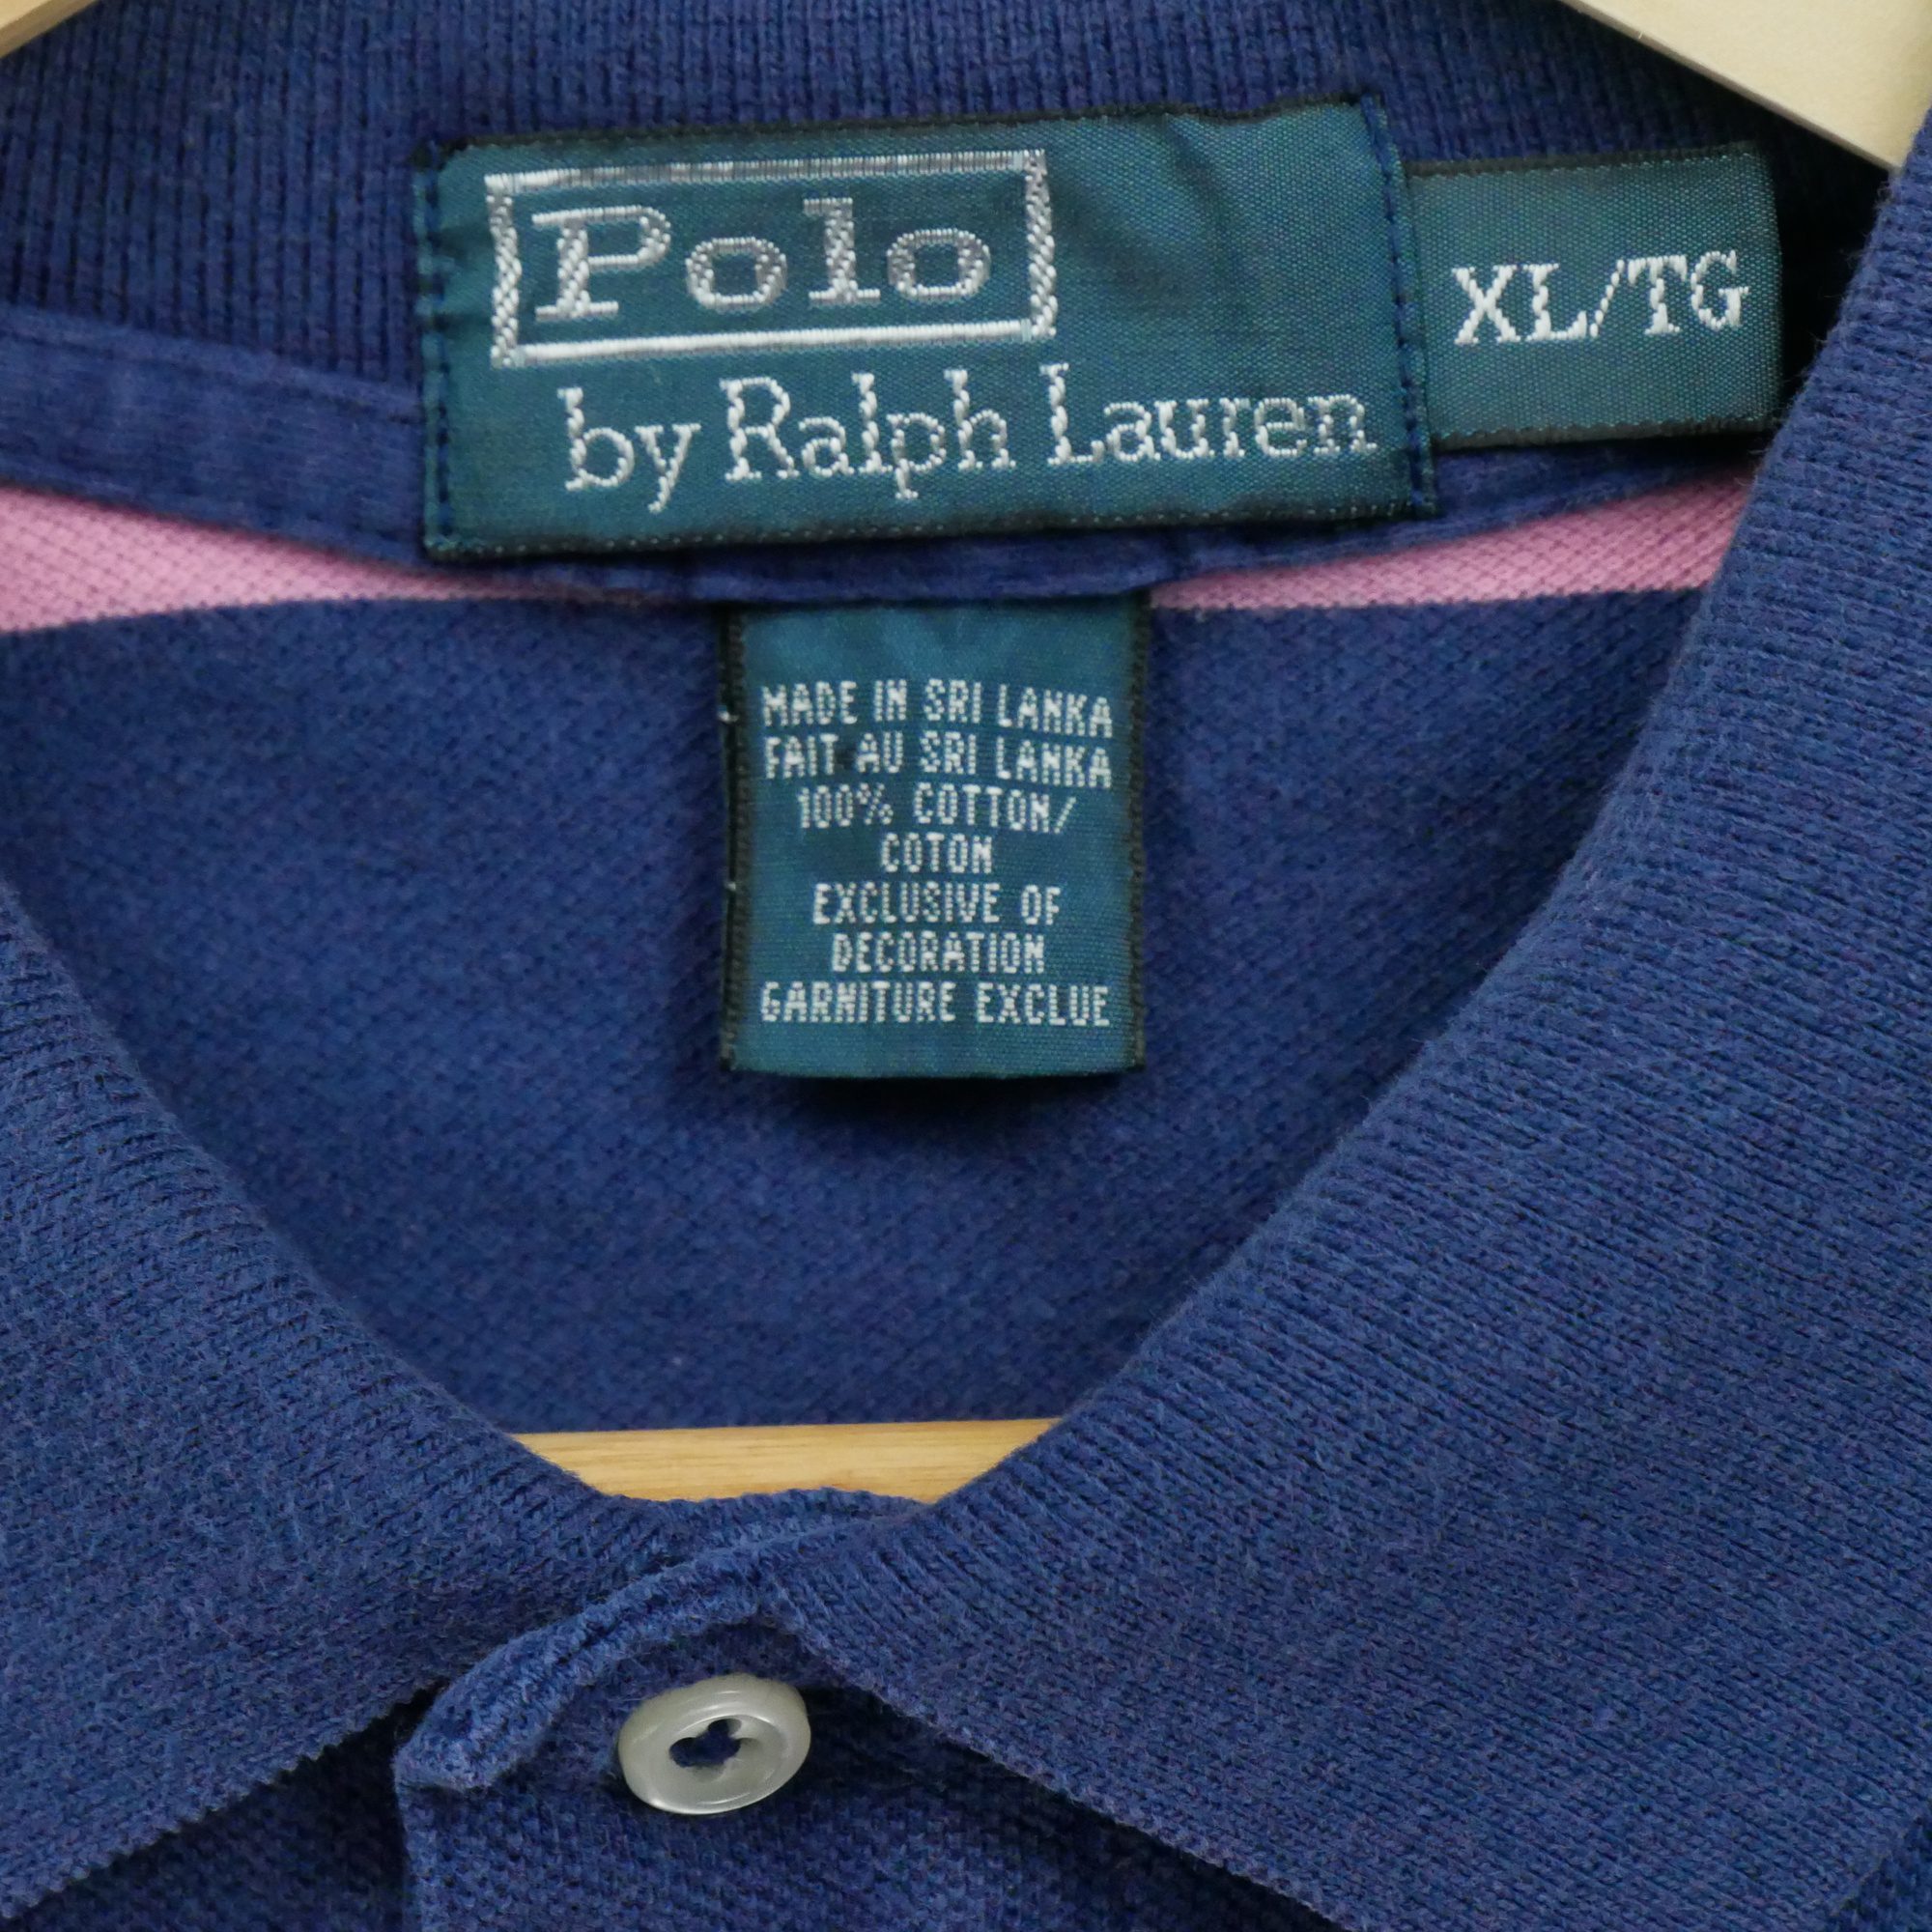 Polo
by Ralph Lauren
XL/TG
MADE IN SRI LANKA
FAIT AU SRI LANKA
100% COTTON/
COTON
EXCLUSIVE OF
DECORATION
GARNITURE EXCLUE